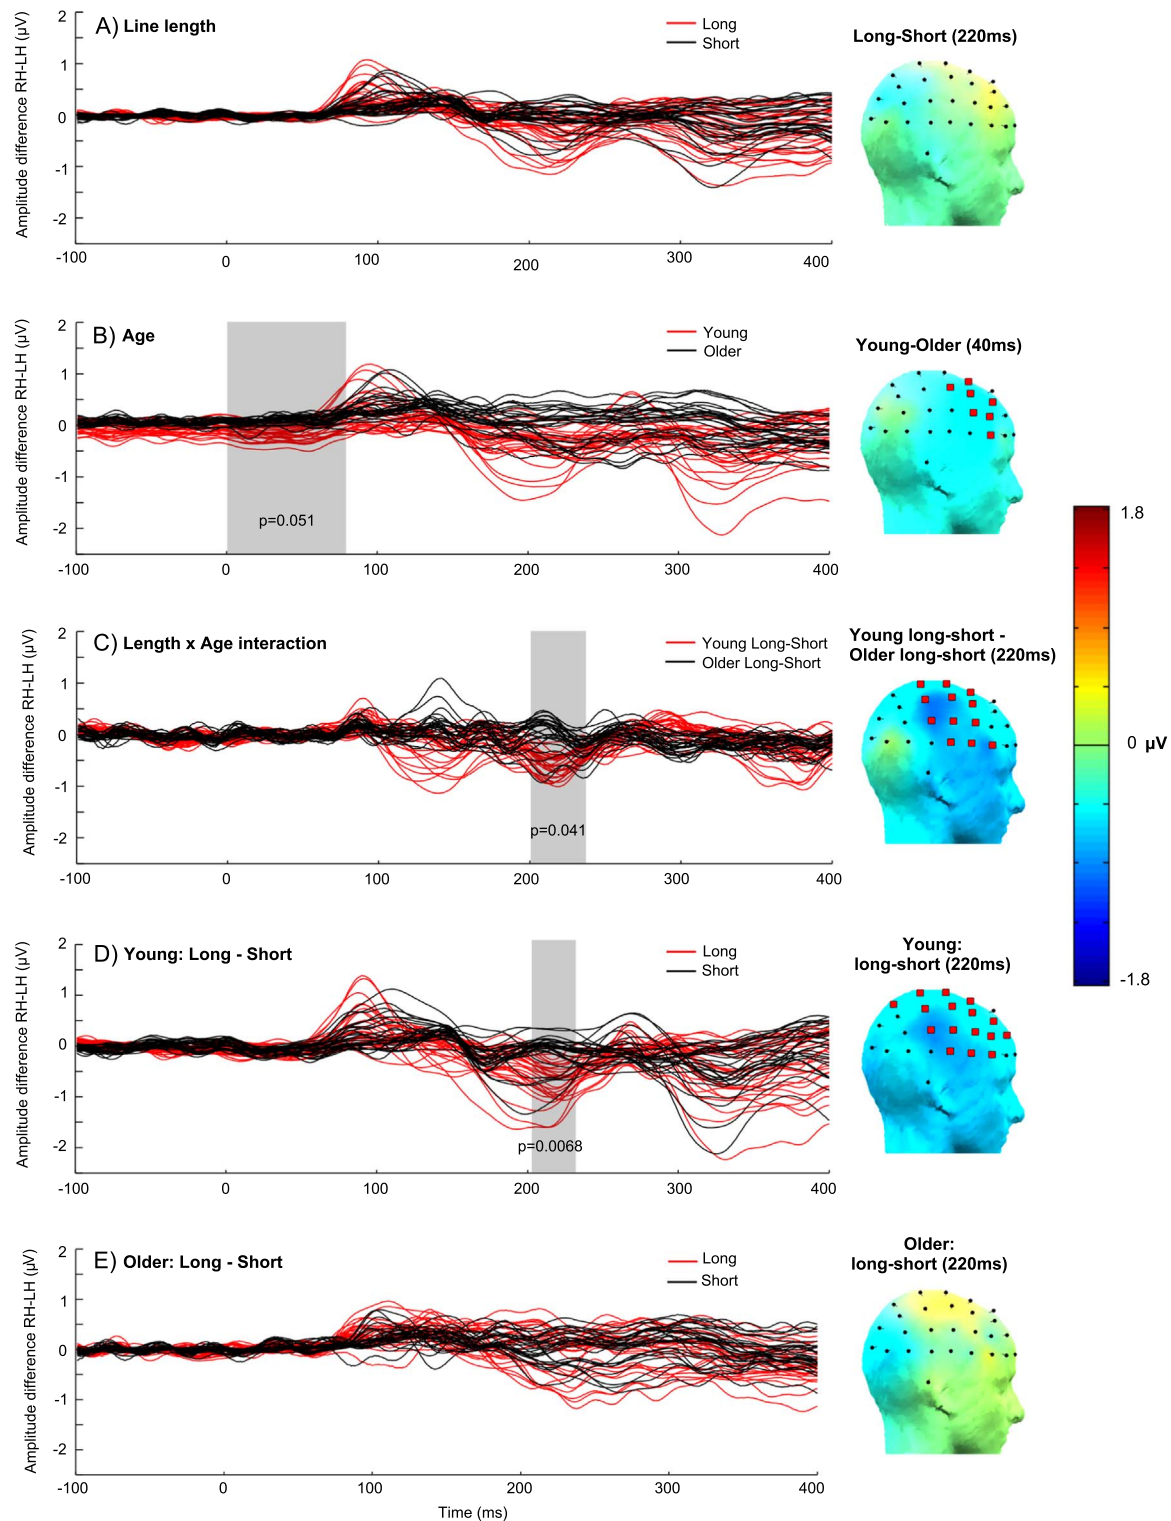 A) Line length
Long
Short
Amplitude difference RH-LH (µV)
2
1
0
-1
-2
-100
0
100
200
300
400
Long-Short (220ms)
B) Age
Young
Older
Amplitude difference RH-LH (µV)
2
1
0
-1
-2
p=0.051
-100
0
100
200
300
400
Young-Older (40ms)
C) Length x Age interaction
Young Long-Short
Older Long-Short
Amplitude difference RH-LH (µV)
2
1
0
-1
-2
p=0.041
-100
0
100
200
300
400
Young long-short -
Older long-short (220ms)
1.8
0 µV
-1.8
D) Young: Long - Short
Long
Short
Amplitude difference RH-LH (µV)
2
1
0
-1
-2
p=0.0068
-100
0
100
200
300
400
Young:
long-short (220ms)
E) Older: Long - Short
Long
Short
Amplitude difference RH-LH (µV)
2
1
0
-1
-2
-100
0
100
200
300
400
Time (ms)
Older:
long-short (220ms)